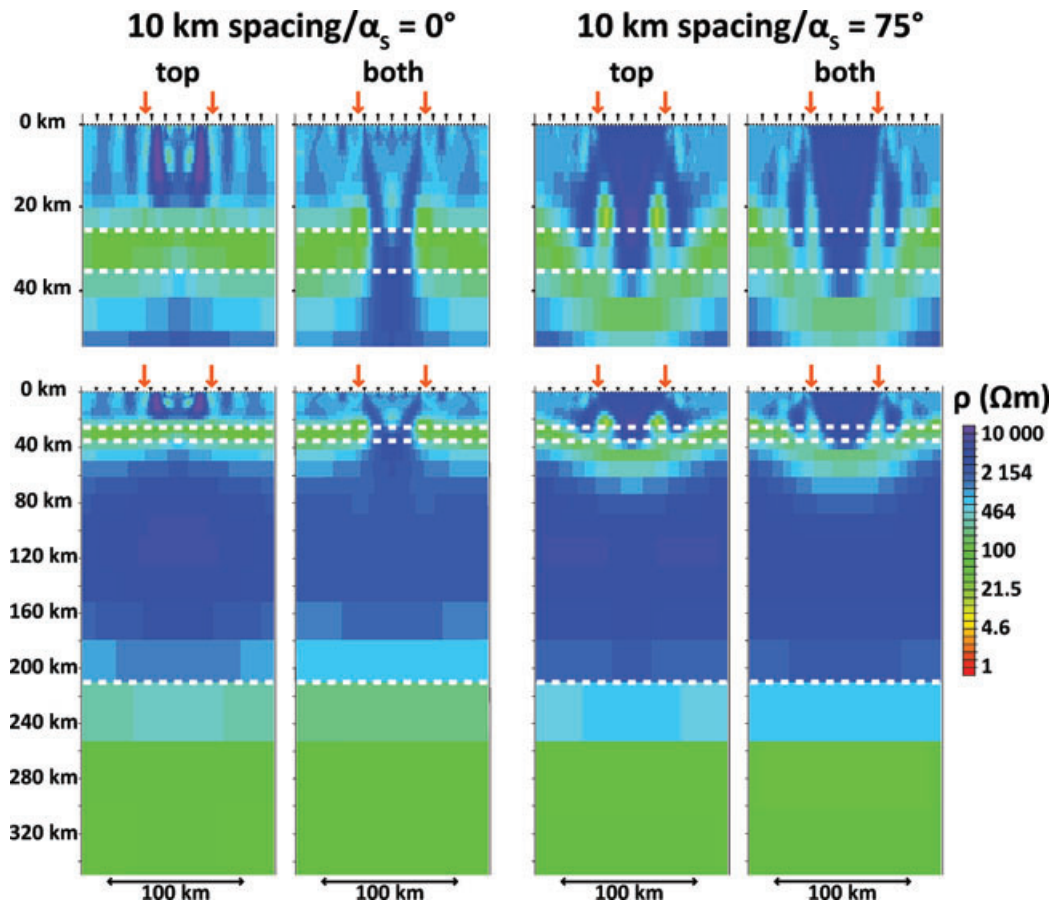 10 km spacing/αs = 0° 10 km spacing/αs = 75°
top both top both
0 km
20 km
40 km
0 km
40 km
80 km
120 km
160 km
200 km
240 km
280 km
320 km
ρ (Ωm)
10 000
2 154
464
100
21.5
4.6
1
100 km 100 km 100 km 100 km